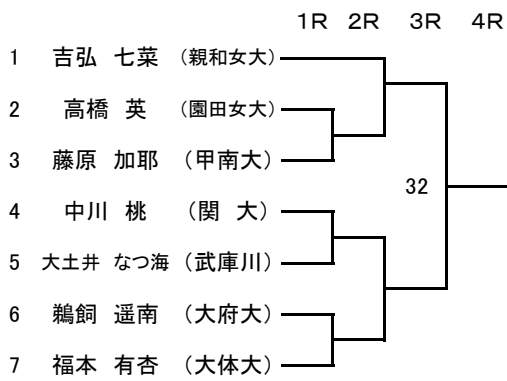 1R 2R 3R 4R
1 吉弘 七菜 (親和女大)
2 高橋 英 (園田女大)
3 藤原 加耶 (甲南大)
32
4 中川 桃 (関 大)
5 大土井 なつ海 (武庫川)
6 鵜飼 遥南 (大府大)
7 福本 有杏 (大体大)